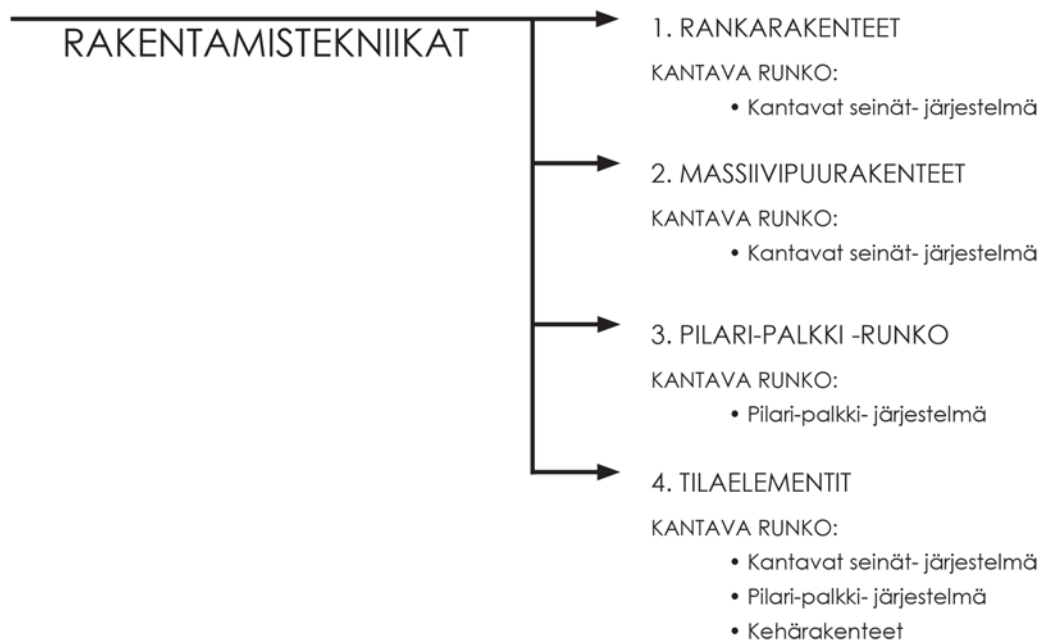 RAKENTAMISTEKNIIKAT
1. RANKARAKENTEET
KANTAVA RUNKO:
• Kantavat seinät- järjestelmä
2. MASSIIVIPUURAKENTEET
KANTAVA RUNKO:
• Kantavat seinät- järjestelmä
3. PILARI-PALKKI -RUNKO
KANTAVA RUNKO:
• Pilari-palkki- järjestelmä
4. TILAELEMENTIT
KANTAVA RUNKO:
• Kantavat seinät- järjestelmä
• Pilari-palkki- järjestelmä
• Kehärakenteet